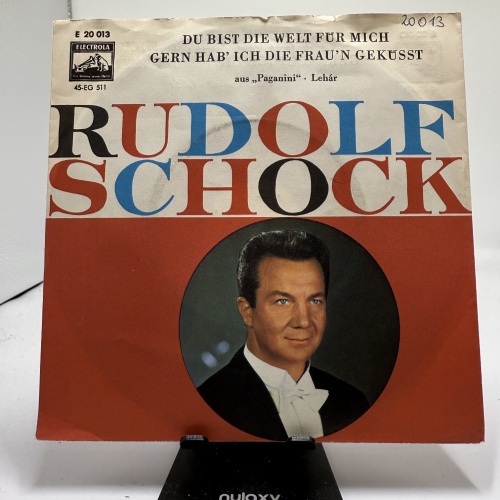 E 20 013
20013
ELECTROLA
45-EG 511
DU BIST DIE WELT FÜR MICH
GERN HAB' ICH DIE FRAU'N GEKÜSST
aus „Paganini“ · Lehár
RUDOLF
SCHOCK
nulaxy